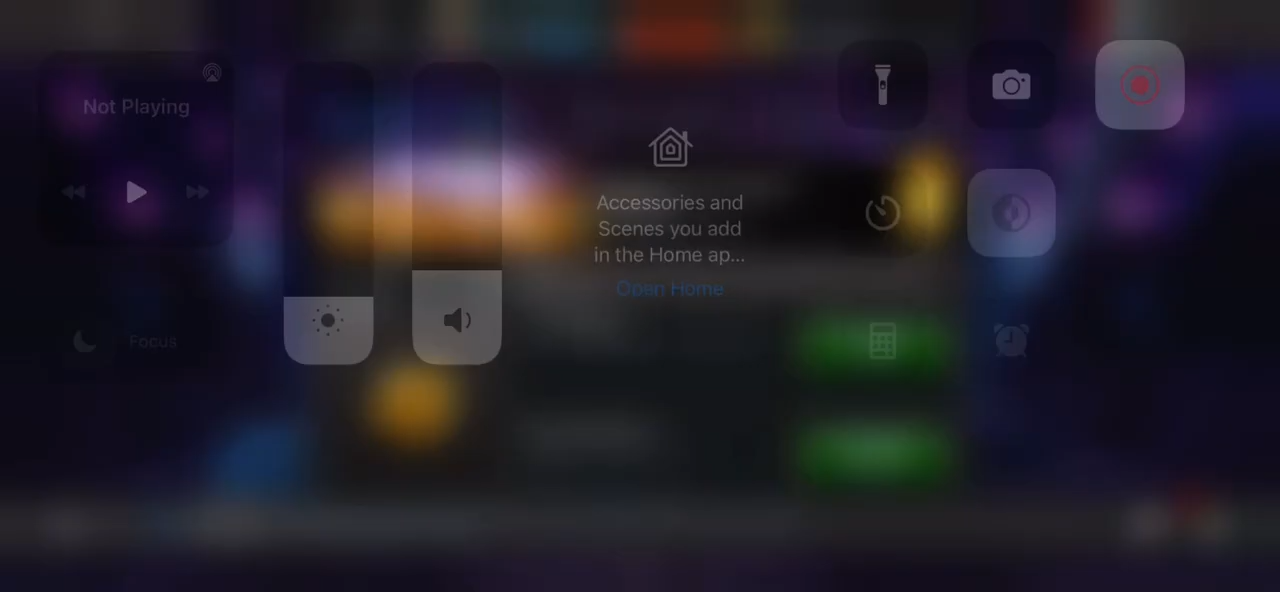 Not Playing
Accessories and
Scenes you add
in the Home ap...
Open Home
Focus